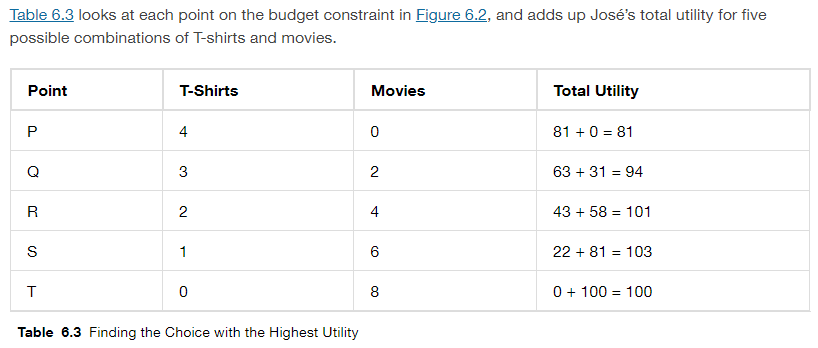 Table 6.3 looks at each point on the budget constraint in Figure 6.2, and adds up José’s total utility for five
possible combinations of T-shirts and movies.
Point T-Shirts Movies Total Utility
P 4 0 81 + 0 = 81
Q 3 2 63 + 31 = 94
R 2 4 43 + 58 = 101
S 1 6 22 + 81 = 103
T 0 8 0 + 100 = 100
Table 6.3 Finding the Choice with the Highest Utility